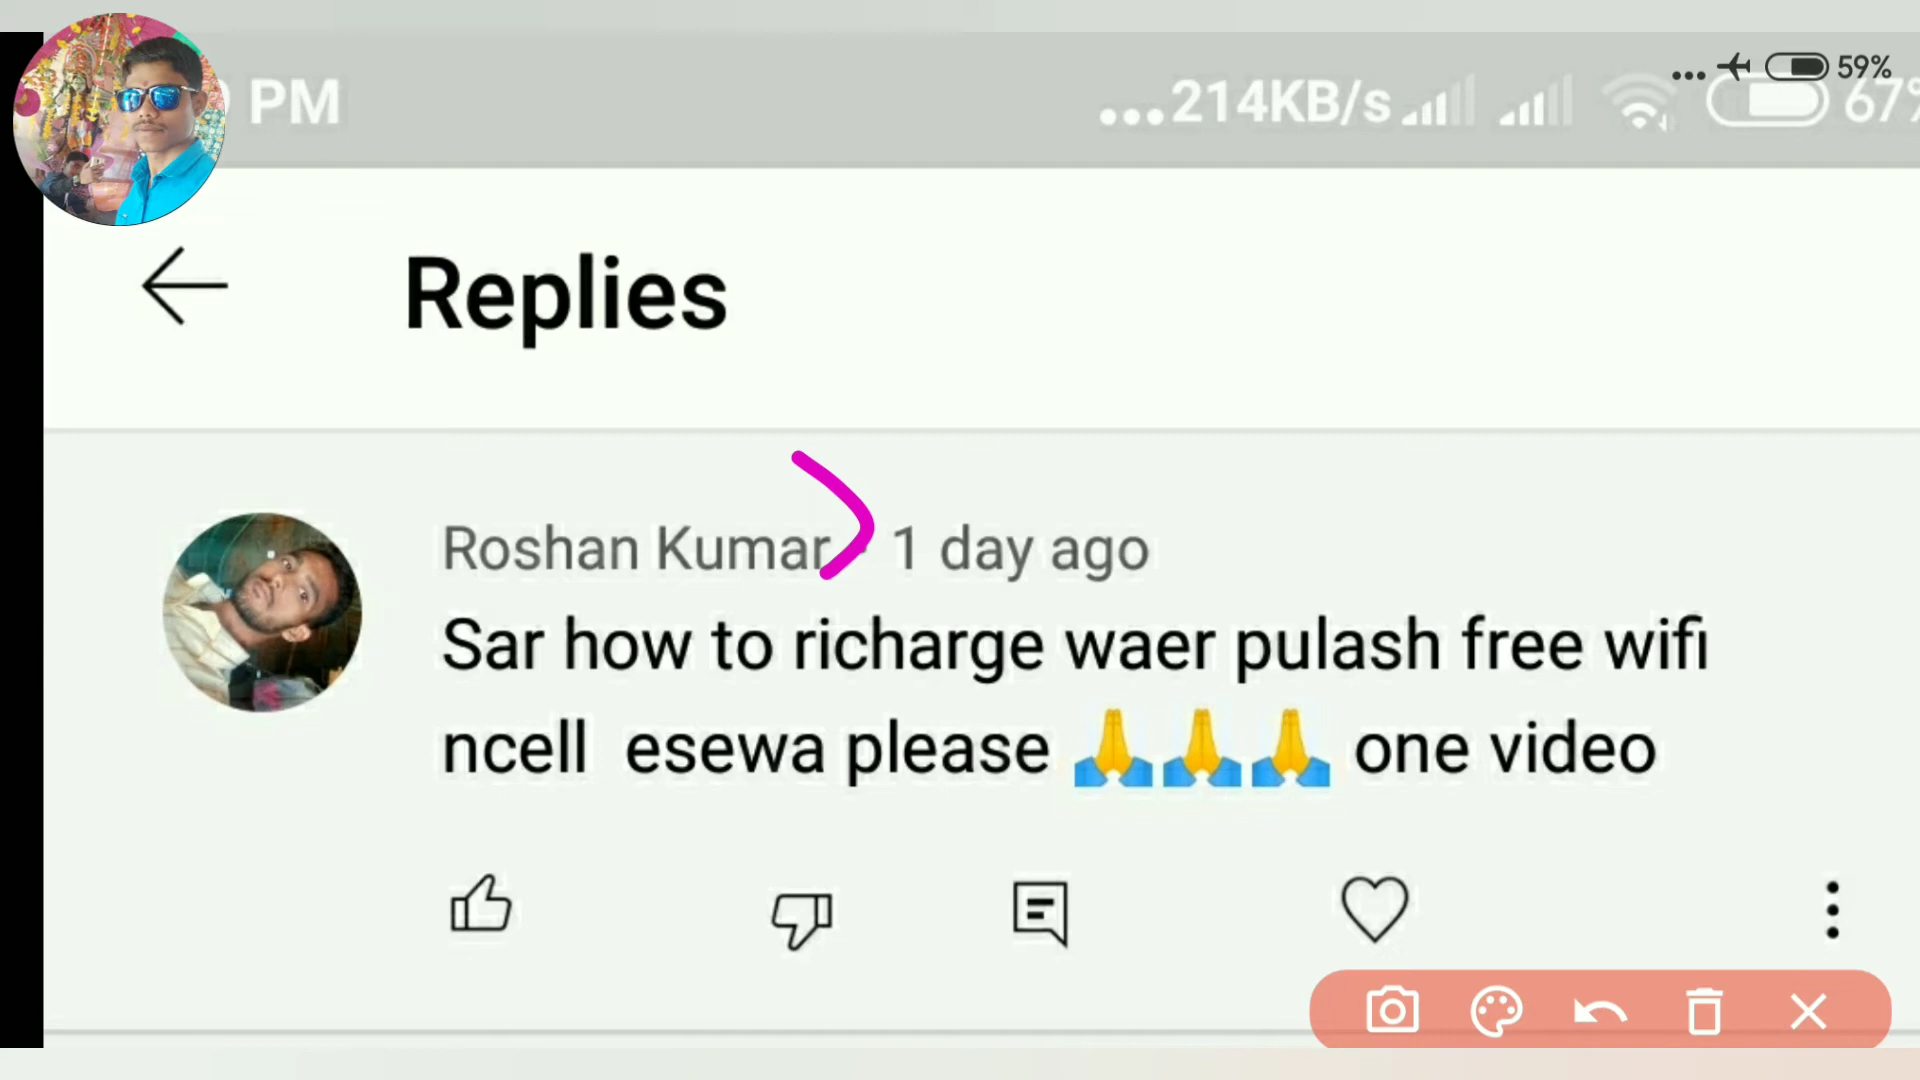 PM
...214KB/s 67%
59%
Replies
Roshan Kumar 1 day ago
Sar how to richarge waer pulash free wifi
ncell esewa please 🙏🙏🙏 one video